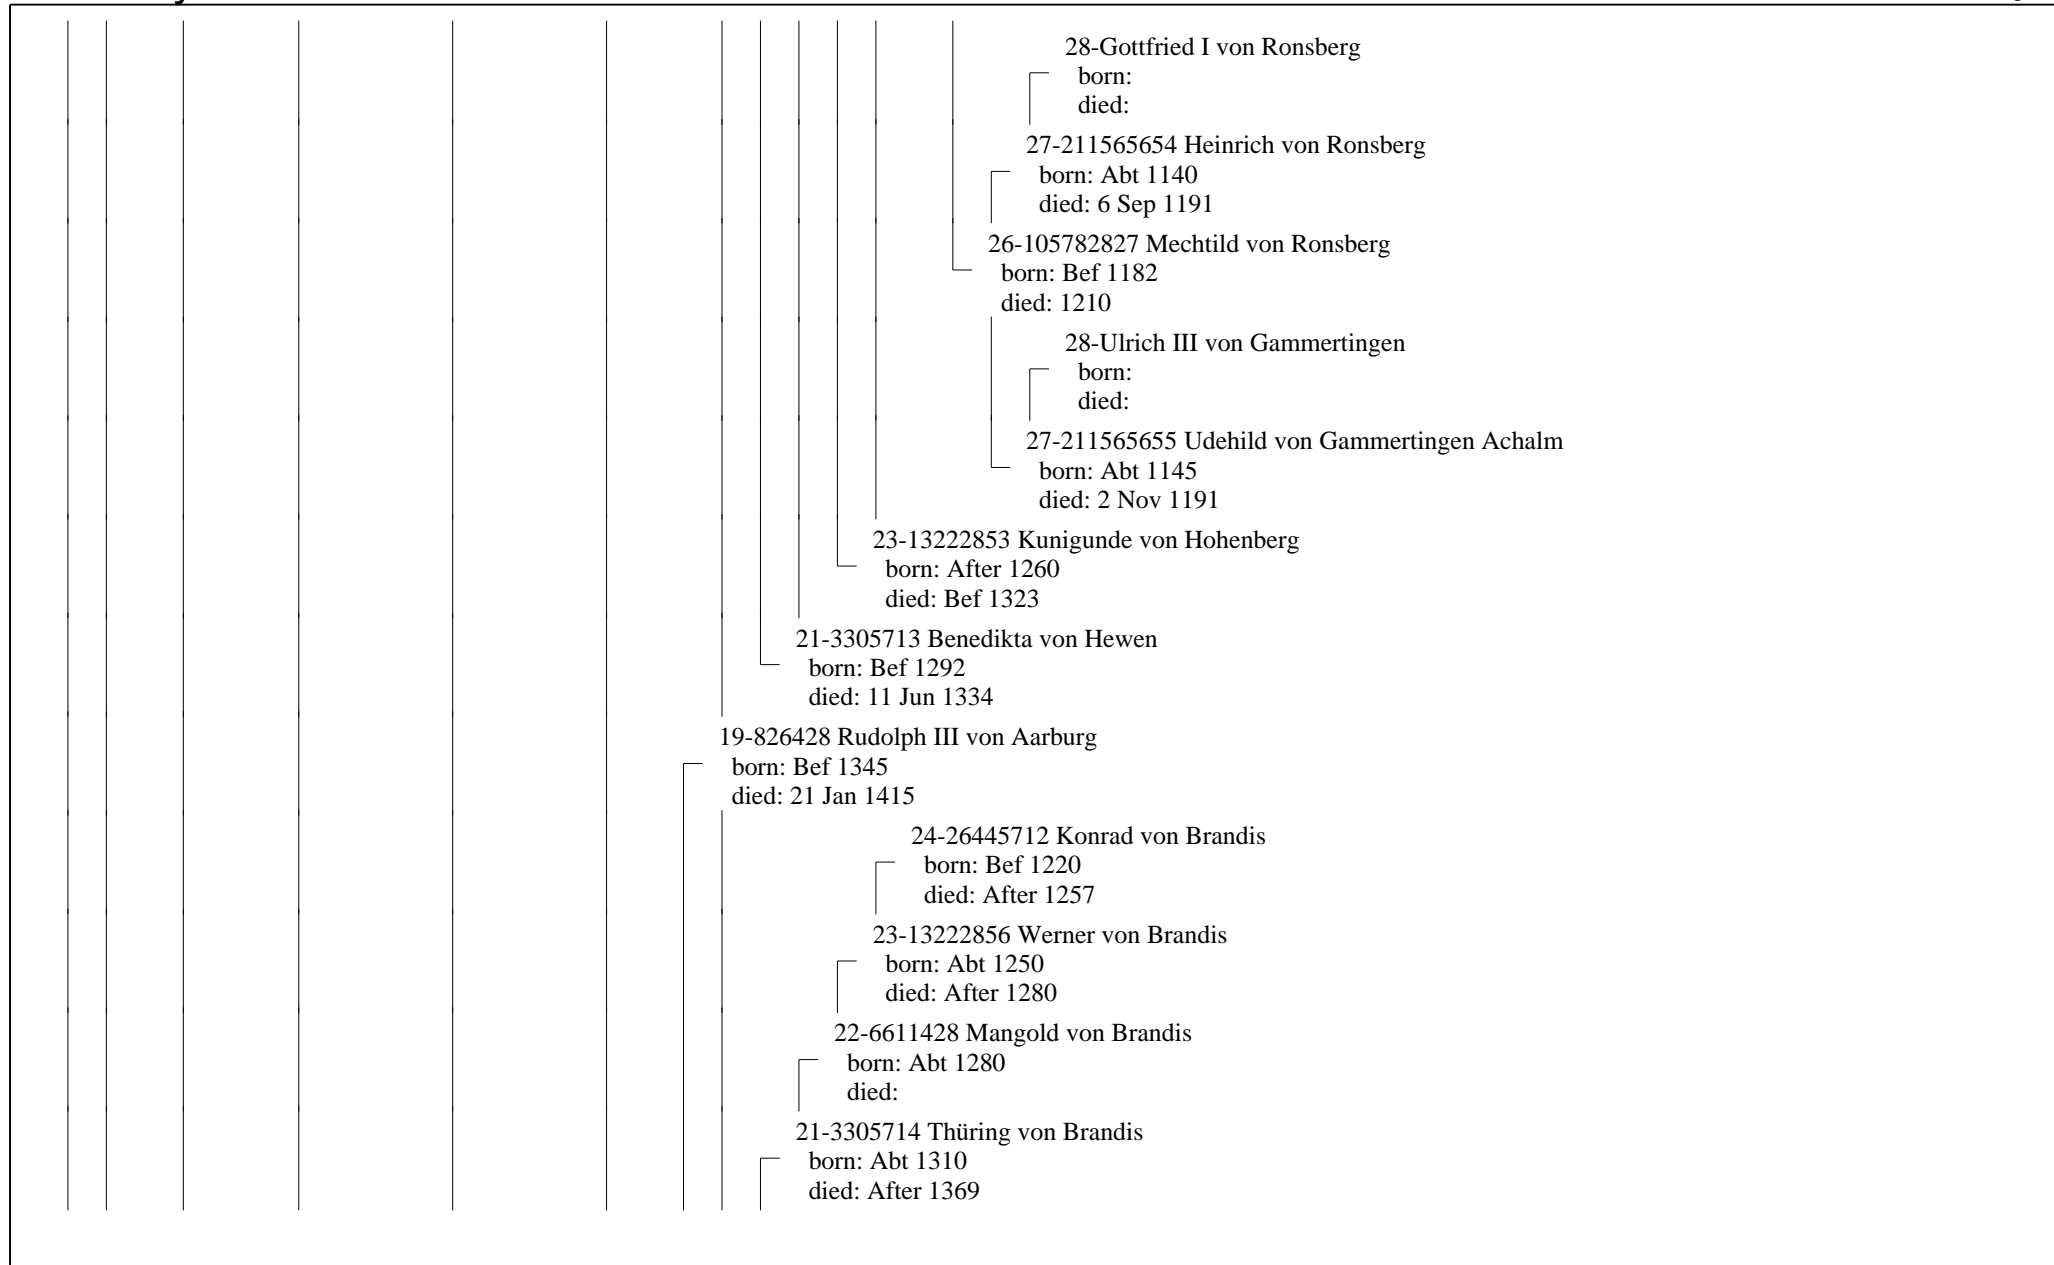 28-Gottfried I von Ronsberg
born:
died:
27-211565654 Heinrich von Ronsberg
born: Abt 1140
died: 6 Sep 1191
26-105782827 Mechtild von Ronsberg
born: Bef 1182
died: 1210
28-Ulrich III von Gammertingen
born:
died:
27-211565655 Udehild von Gammertingen Achalm
born: Abt 1145
died: 2 Nov 1191
23-13222853 Kunigunde von Hohenberg
born: After 1260
died: Bef 1323
21-3305713 Benedikta von Hewen
born: Bef 1292
died: 11 Jun 1334
19-826428 Rudolph III von Aarburg
born: Bef 1345
died: 21 Jan 1415
24-26445712 Konrad von Brandis
born: Bef 1220
died: After 1257
23-13222856 Werner von Brandis
born: Abt 1250
died: After 1280
22-6611428 Mangold von Brandis
born: Abt 1280
died:
21-3305714 Thüring von Brandis
born: Abt 1310
died: After 1369